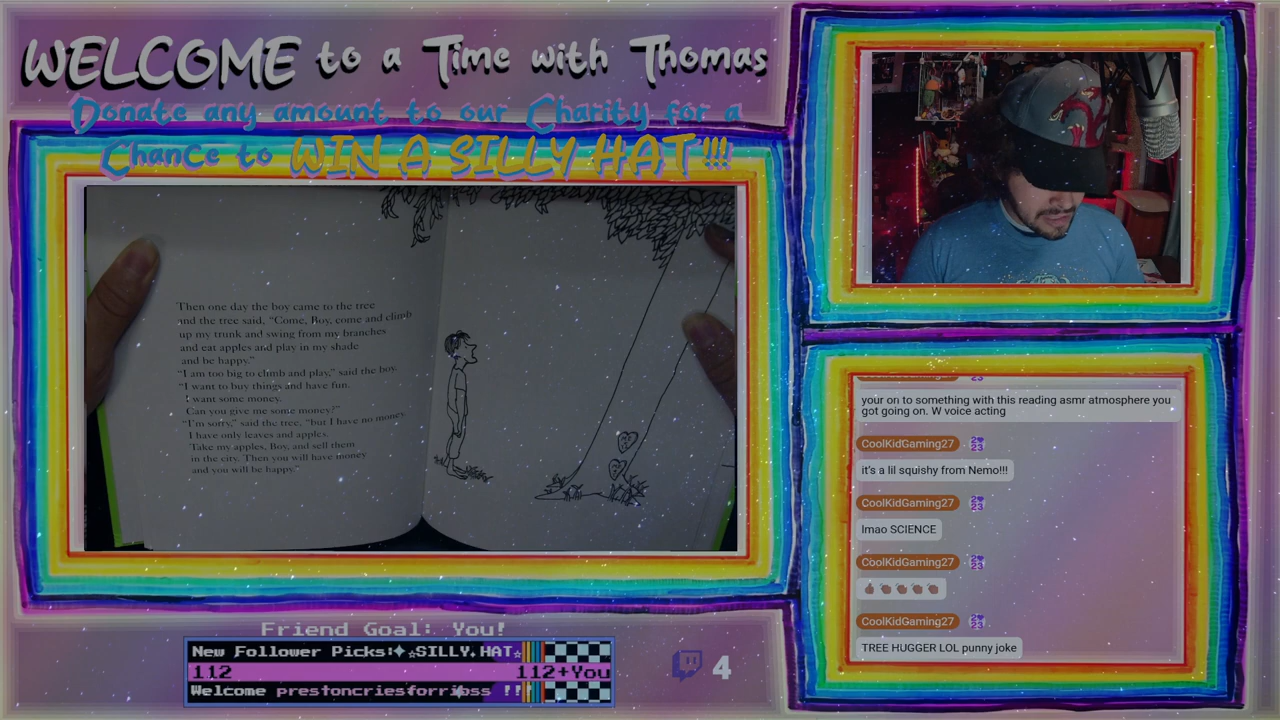 WELCOME to a Time with Thomas
Donate any amount to our Charity for a
Chance to WIN A SILLY HAT!!!
Then one day the boy came to the tree
and the tree said, "Come, Boy, come and climb
up my trunk and swing from my branches
and eat apples and play in my shade
and be happy."
"I am too big to climb and play," said the boy.
"I want to buy things and have fun.
I want some money.
Can you give me some money?"
"I'm sorry," said the tree, "but I have no money.
I have only leaves and apples.
Take my apples, Boy, and sell them
in the city. Then you will have money
and you will be happy."
your on to something with this reading asmr atmosphere you
got going on. W voice acting
CoolKidGaming27
it's a lil squishy from Nemo!!!
CoolKidGaming27
lmao SCIENCE
CoolKidGaming27
CoolKidGaming27
TREE HUGGER LOL punny joke
Friend Goal: You!
New Follower Picks:✦☆SILLY HAT☆
112 112+You
Welcome !!!
4